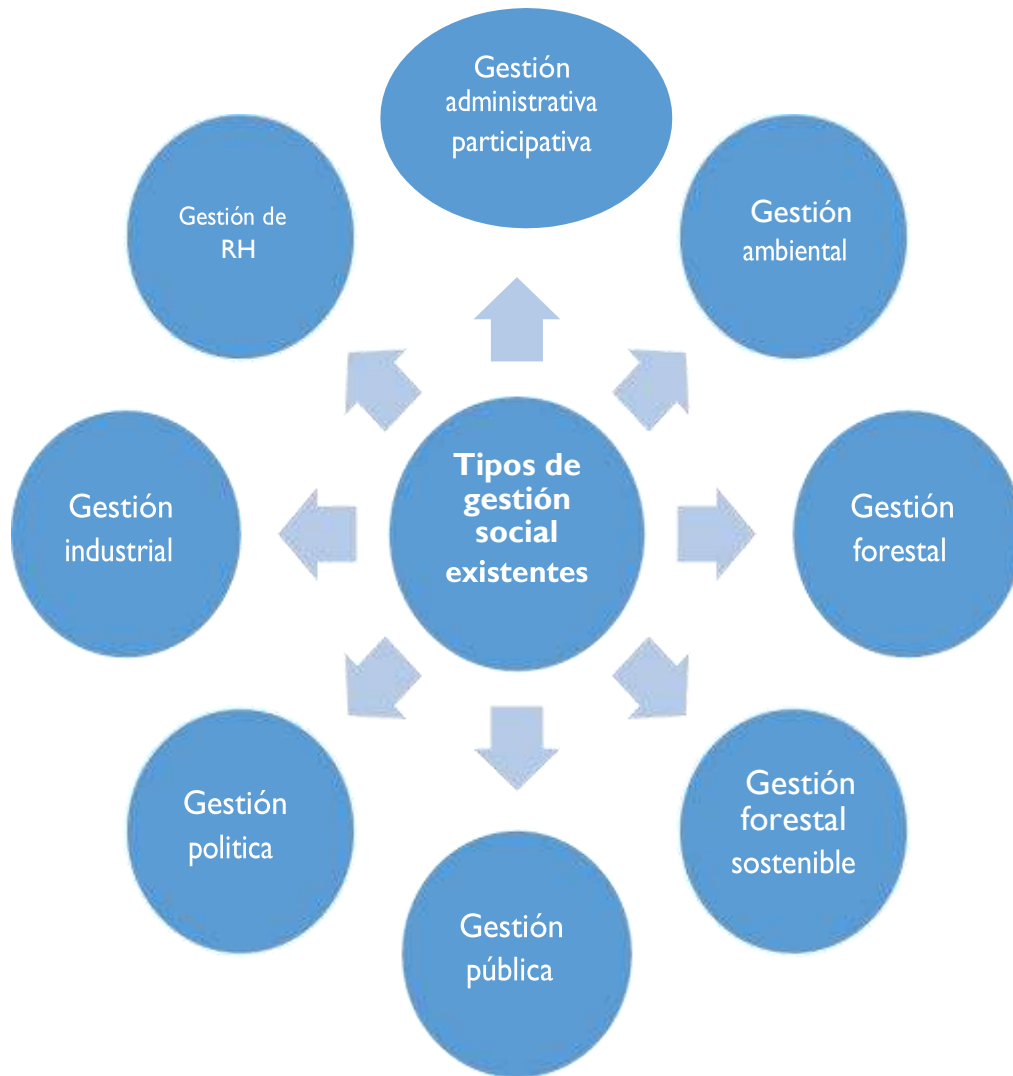 Gestión
administrativa
participativa
Gestión
ambiental
Gestión
forestal
Gestión
forestal
sostenible
Gestión
pública
Gestión
politica
Gestión
industrial
Gestión de
RH
Tipos de
gestión
social
existentes